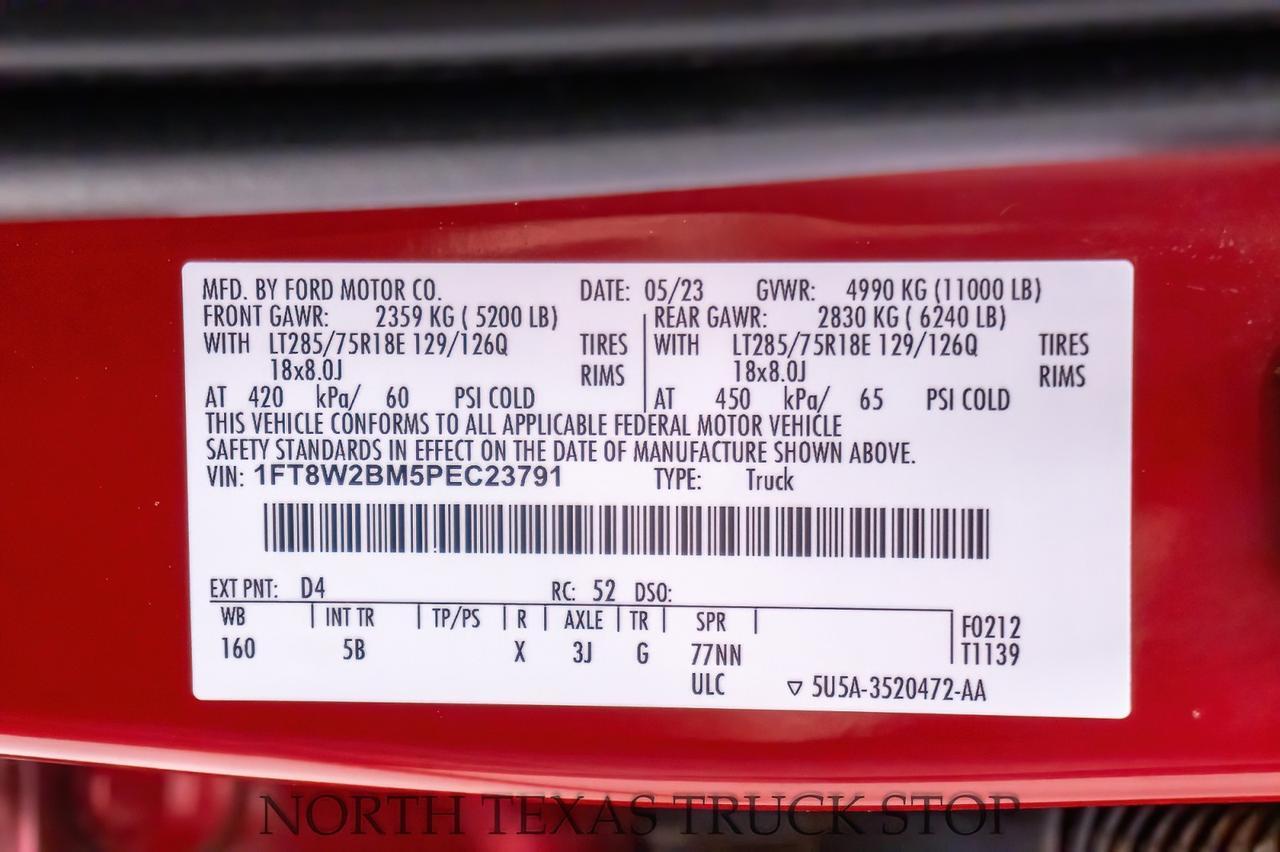 MFD. BY FORD MOTOR CO. DATE: 05/23 GVWR: 4990 KG (11000 LB)
FRONT GAWR: 2359 KG ( 5200 LB) REAR GAWR: 2830 KG ( 6240 LB)
WITH LT285/75R18E 129/126Q TIRES WITH LT285/75R18E 129/126Q TIRES
18x8.0J RIMS 18x8.0J RIMS
AT 420 kPa/ 60 PSI COLD AT 450 kPa/ 65 PSI COLD
THIS VEHICLE CONFORMS TO ALL APPLICABLE FEDERAL MOTOR VEHICLE
SAFETY STANDARDS IN EFFECT ON THE DATE OF MANUFACTURE SHOWN ABOVE.
VIN: 1FT8W2BM5PEC23791 TYPE: Truck
EXT PNT: D4 RC: 52 DSO:
WB INT TR TP/PS R AXLE TR SPR F0212
160 5B X 3J G 77NN T1139
ULC ▽ 5U5A-3520472-AA
NORTH TEXAS TRUCK STOP